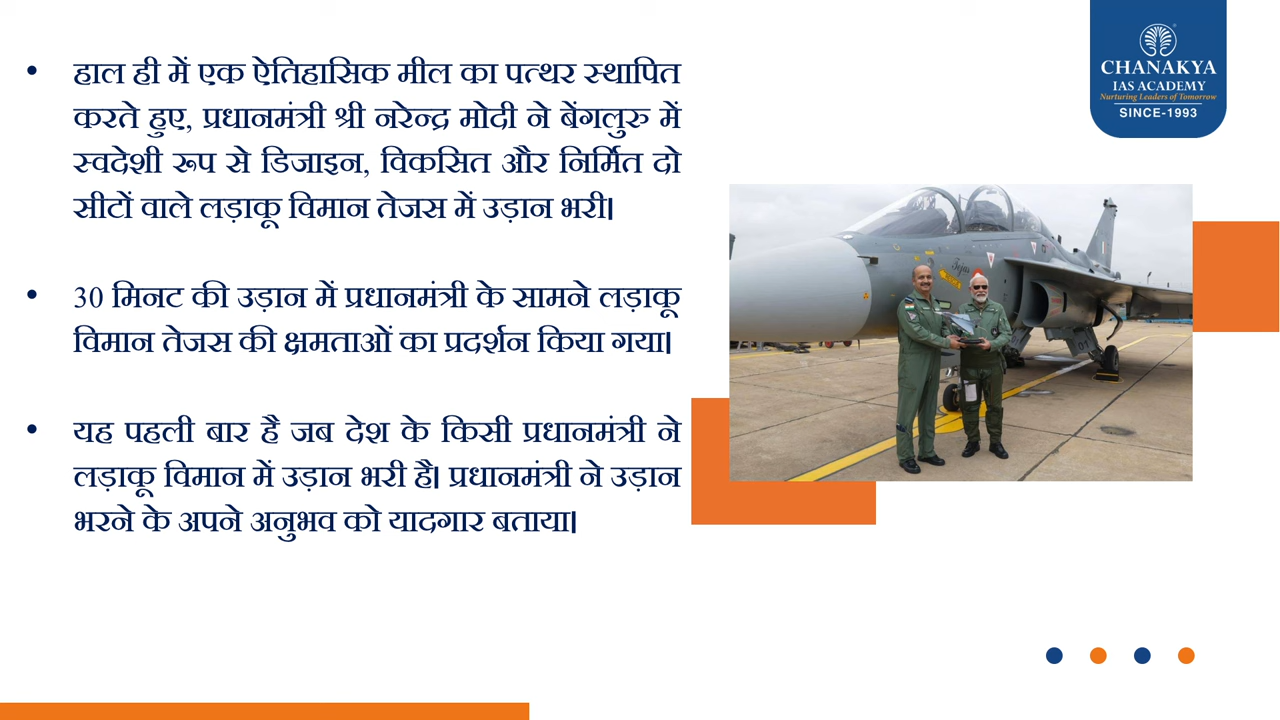 • हाल ही में एक ऐतिहासिक मील का पत्थर स्थापित
करते हुए, प्रधानमंत्री श्री नरेन्द्र मोदी ने बेंगलुरु में
स्वदेशी रूप से डिजाइन, विकसित और निर्मित दो
सीटों वाले लड़ाकू विमान तेजस में उड़ान भरी।
• 30 मिनट की उड़ान में प्रधानमंत्री के सामने लड़ाकू
विमान तेजस की क्षमताओं का प्रदर्शन किया गया।
• यह पहली बार है जब देश के किसी प्रधानमंत्री ने
लड़ाकू विमान में उड़ान भरी है। प्रधानमंत्री ने उड़ान
भरने के अपने अनुभव को यादगार बताया।
CHANAKYA
IAS ACADEMY
Nurturing Leaders of Tomorrow
SINCE-1993
Tejas